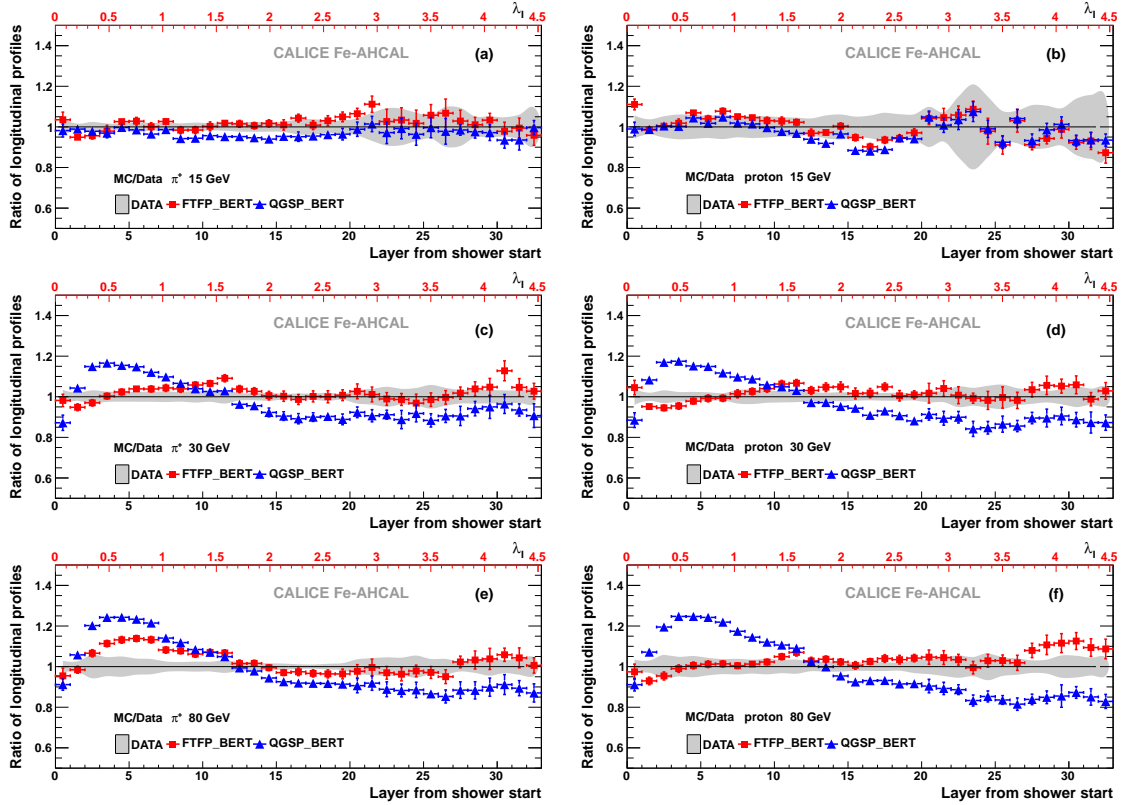 0 0.5 1 1.5 2 2.5 3 3.5 4 4.5 λI
Ratio of longitudinal profiles
1.4
1.2
1
0.8
0.6
CALICE Fe-AHCAL (a)
MC/Data π+ 15 GeV
DATA FTFP_BERT QGSP_BERT
0 5 10 15 20 25 30
Layer from shower start
0 0.5 1 1.5 2 2.5 3 3.5 4 4.5 λI
Ratio of longitudinal profiles
1.4
1.2
1
0.8
0.6
CALICE Fe-AHCAL (b)
MC/Data proton 15 GeV
DATA FTFP_BERT QGSP_BERT
0 5 10 15 20 25 30
Layer from shower start
0 0.5 1 1.5 2 2.5 3 3.5 4 4.5 λI
Ratio of longitudinal profiles
1.4
1.2
1
0.8
0.6
CALICE Fe-AHCAL (c)
MC/Data π+ 30 GeV
DATA FTFP_BERT QGSP_BERT
0 5 10 15 20 25 30
Layer from shower start
0 0.5 1 1.5 2 2.5 3 3.5 4 4.5 λI
Ratio of longitudinal profiles
1.4
1.2
1
0.8
0.6
CALICE Fe-AHCAL (d)
MC/Data proton 30 GeV
DATA FTFP_BERT QGSP_BERT
0 5 10 15 20 25 30
Layer from shower start
0 0.5 1 1.5 2 2.5 3 3.5 4 4.5 λI
Ratio of longitudinal profiles
1.4
1.2
1
0.8
0.6
CALICE Fe-AHCAL (e)
MC/Data π+ 80 GeV
DATA FTFP_BERT QGSP_BERT
0 5 10 15 20 25 30
Layer from shower start
0 0.5 1 1.5 2 2.5 3 3.5 4 4.5 λI
Ratio of longitudinal profiles
1.4
1.2
1
0.8
0.6
CALICE Fe-AHCAL (f)
MC/Data proton 80 GeV
DATA FTFP_BERT QGSP_BERT
0 5 10 15 20 25 30
Layer from shower start